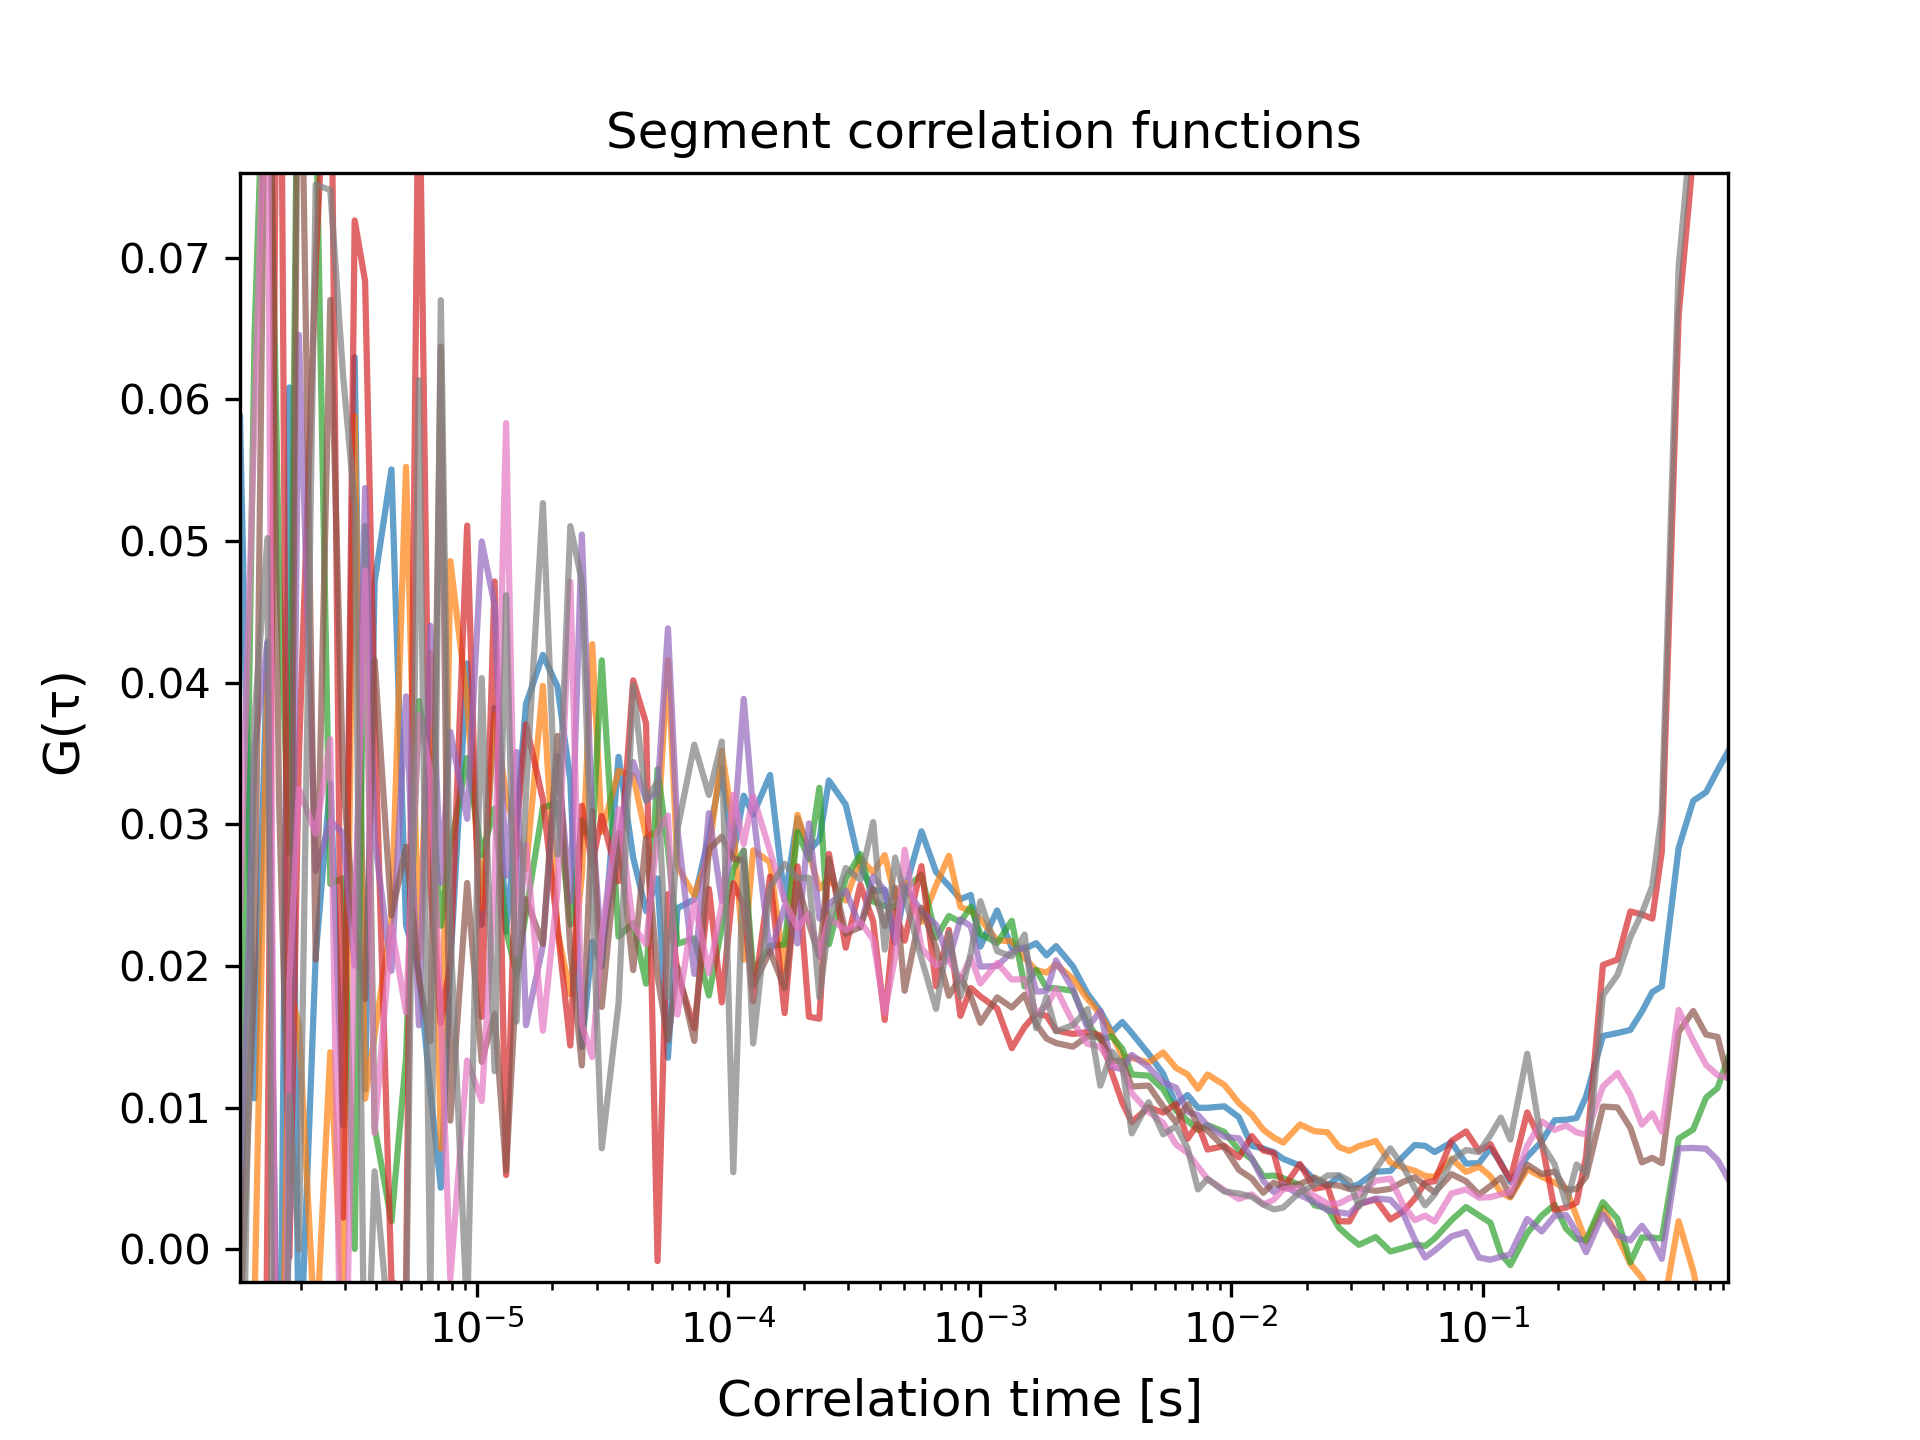 Segment correlation functions
0.07
0.06
0.05
0.04
0.03
0.02
0.01
0.00
G(τ)
10⁻⁵ 10⁻⁴ 10⁻³ 10⁻² 10⁻¹
Correlation time [s]